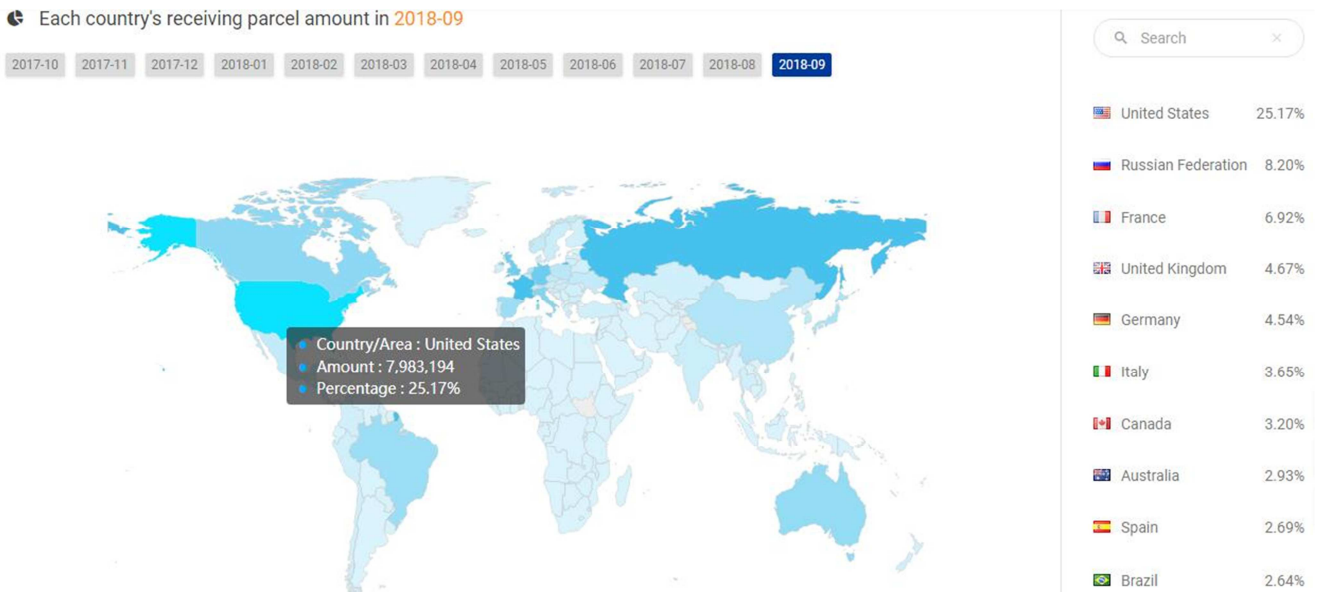 Each country's receiving parcel amount in 2018-09
2017-10 2017-11 2017-12 2018-01 2018-02 2018-03 2018-04 2018-05 2018-06 2018-07 2018-08 2018-09
Country/Area : United States
Amount : 7,983,194
Percentage : 25.17%
Search
United States 25.17%
Russian Federation 8.20%
France 6.92%
United Kingdom 4.67%
Germany 4.54%
Italy 3.65%
Canada 3.20%
Australia 2.93%
Spain 2.69%
Brazil 2.64%